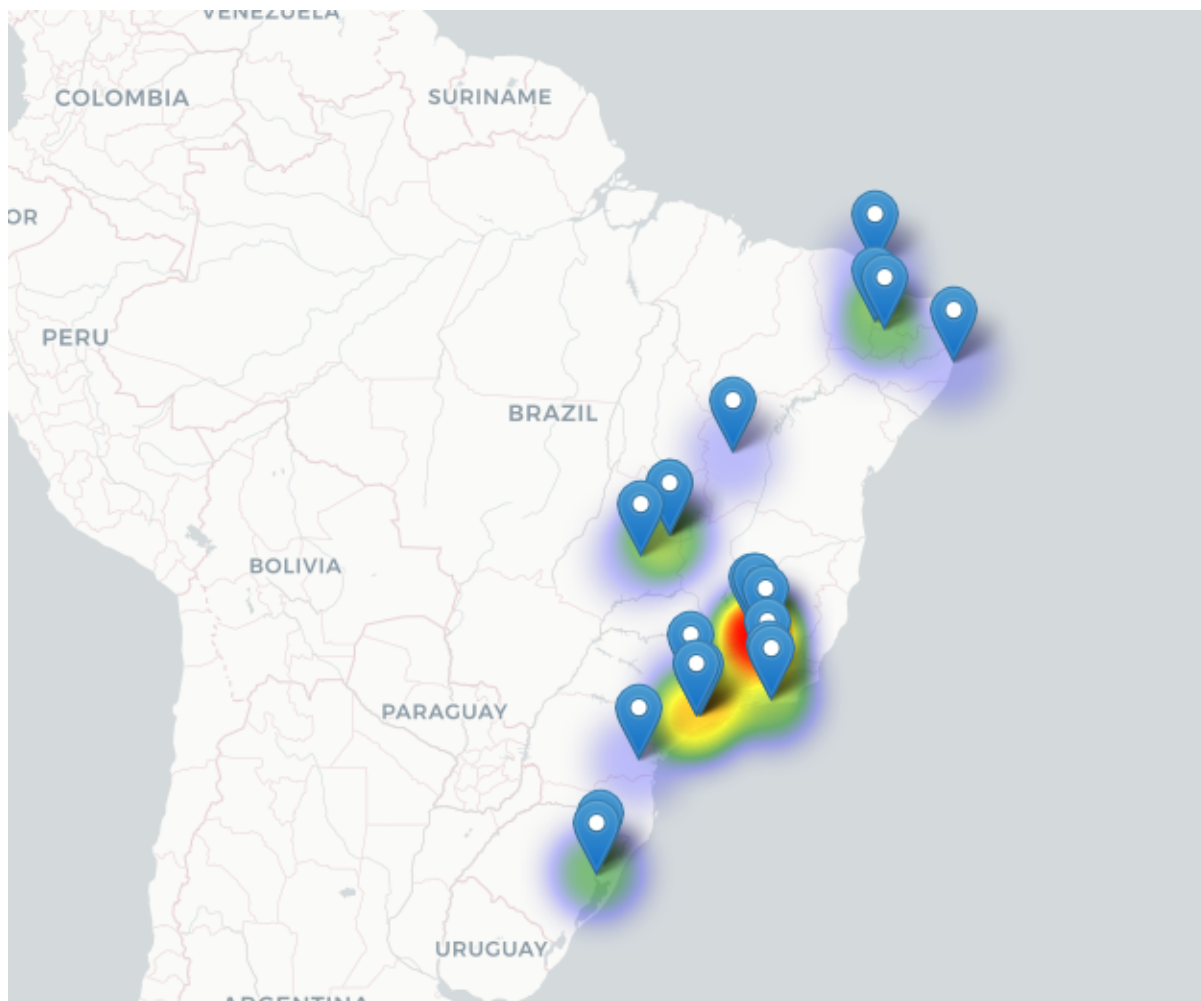 VENEZUELA
COLOMBIA
SURINAME
OR
PERU
BRAZIL
BOLIVIA
PARAGUAY
URUGUAY
ARGENTINA